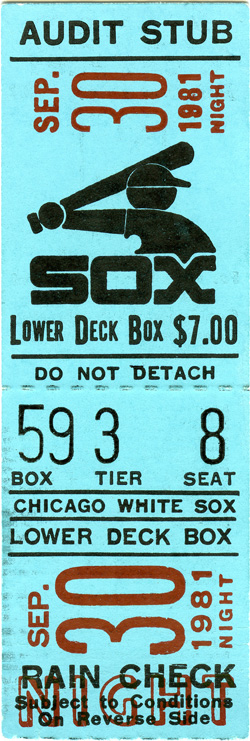 AUDIT STUB
SEP. 30 1981 NIGHT
SOX
LOWER DECK BOX $7.00
DO NOT DETACH
59 3 8
BOX TIER SEAT
CHICAGO WHITE SOX
LOWER DECK BOX
SEP. 30 1981 NIGHT
NIGHT
RAIN CHECK
Subject to Conditions
On Reverse Side